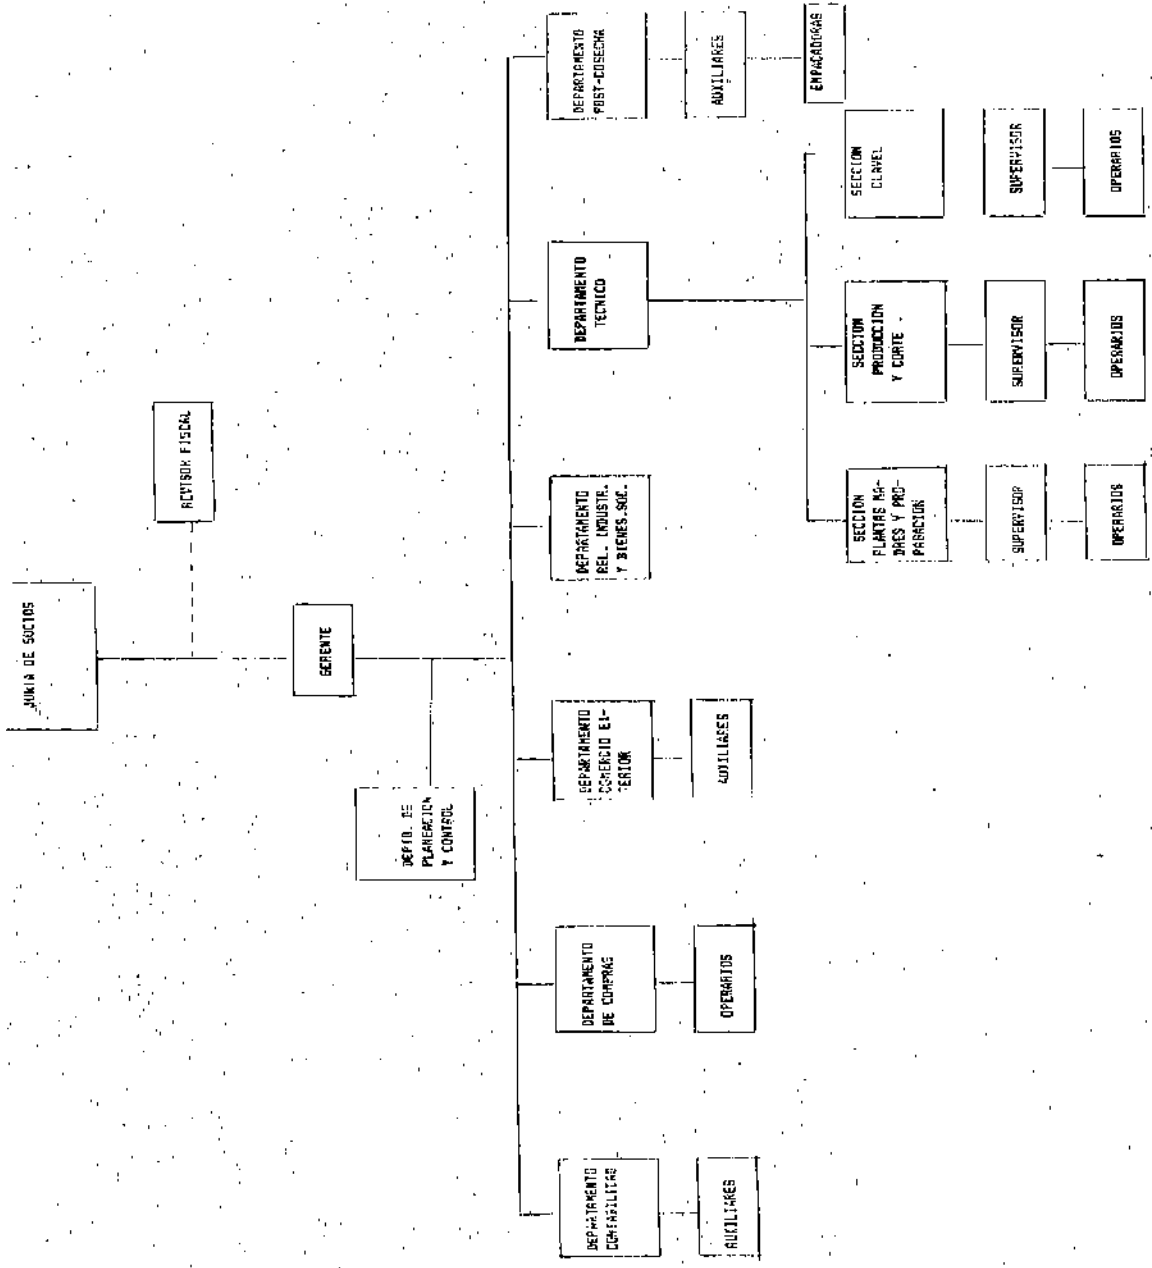 JUNTA DE SOCIOS
REVISOR FISCAL
GERENTE
DEPTO. DE
PLANEACION
Y CONTROL
DEPARTAMENTO
CONTABILIDAD
AUXILIARES
DEPARTAMENTO
DE COMPRAS
OPERARIOS
DEPARTAMENTO
COMERCIO EX-
TERIOR
AUXILIARES
DEPARTAMENTO
REL. INDUSTR.
Y BIENES.SOC.
DEPARTAMENTO
TECNICO
DEPARTAMENTO
POST-COSECHA
AUXILIARES
EMPACADORAS
SECCION
PLANTAS MA-
DRES Y PRO-
PAGACION
SUPERVISOR
OPERARIOS
SECCION
PRODUCCION
Y CORTE
SUPERVISOR
OPERARIOS
SECCION
CLAVEL
SUPERVISOR
OPERARIOS